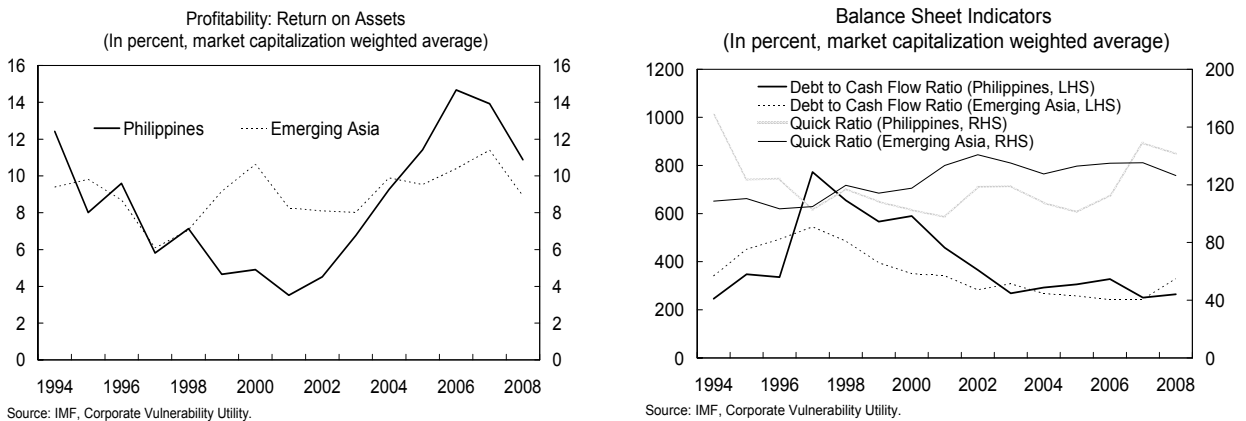 Profitability: Return on Assets
(In percent, market capitalization weighted average)
16
14
12
10
8
6
4
2
0
16
14
12
10
8
6
4
2
0
Philippines
Emerging Asia
1994 1996 1998 2000 2002 2004 2006 2008
Source: IMF, Corporate Vulnerability Utility.
Balance Sheet Indicators
(In percent, market capitalization weighted average)
1200
1000
800
600
400
200
0
200
160
120
80
40
0
Debt to Cash Flow Ratio (Philippines, LHS)
Debt to Cash Flow Ratio (Emerging Asia, LHS)
Quick Ratio (Philippines, RHS)
Quick Ratio (Emerging Asia, RHS)
1994 1996 1998 2000 2002 2004 2006 2008
Source: IMF, Corporate Vulnerability Utility.